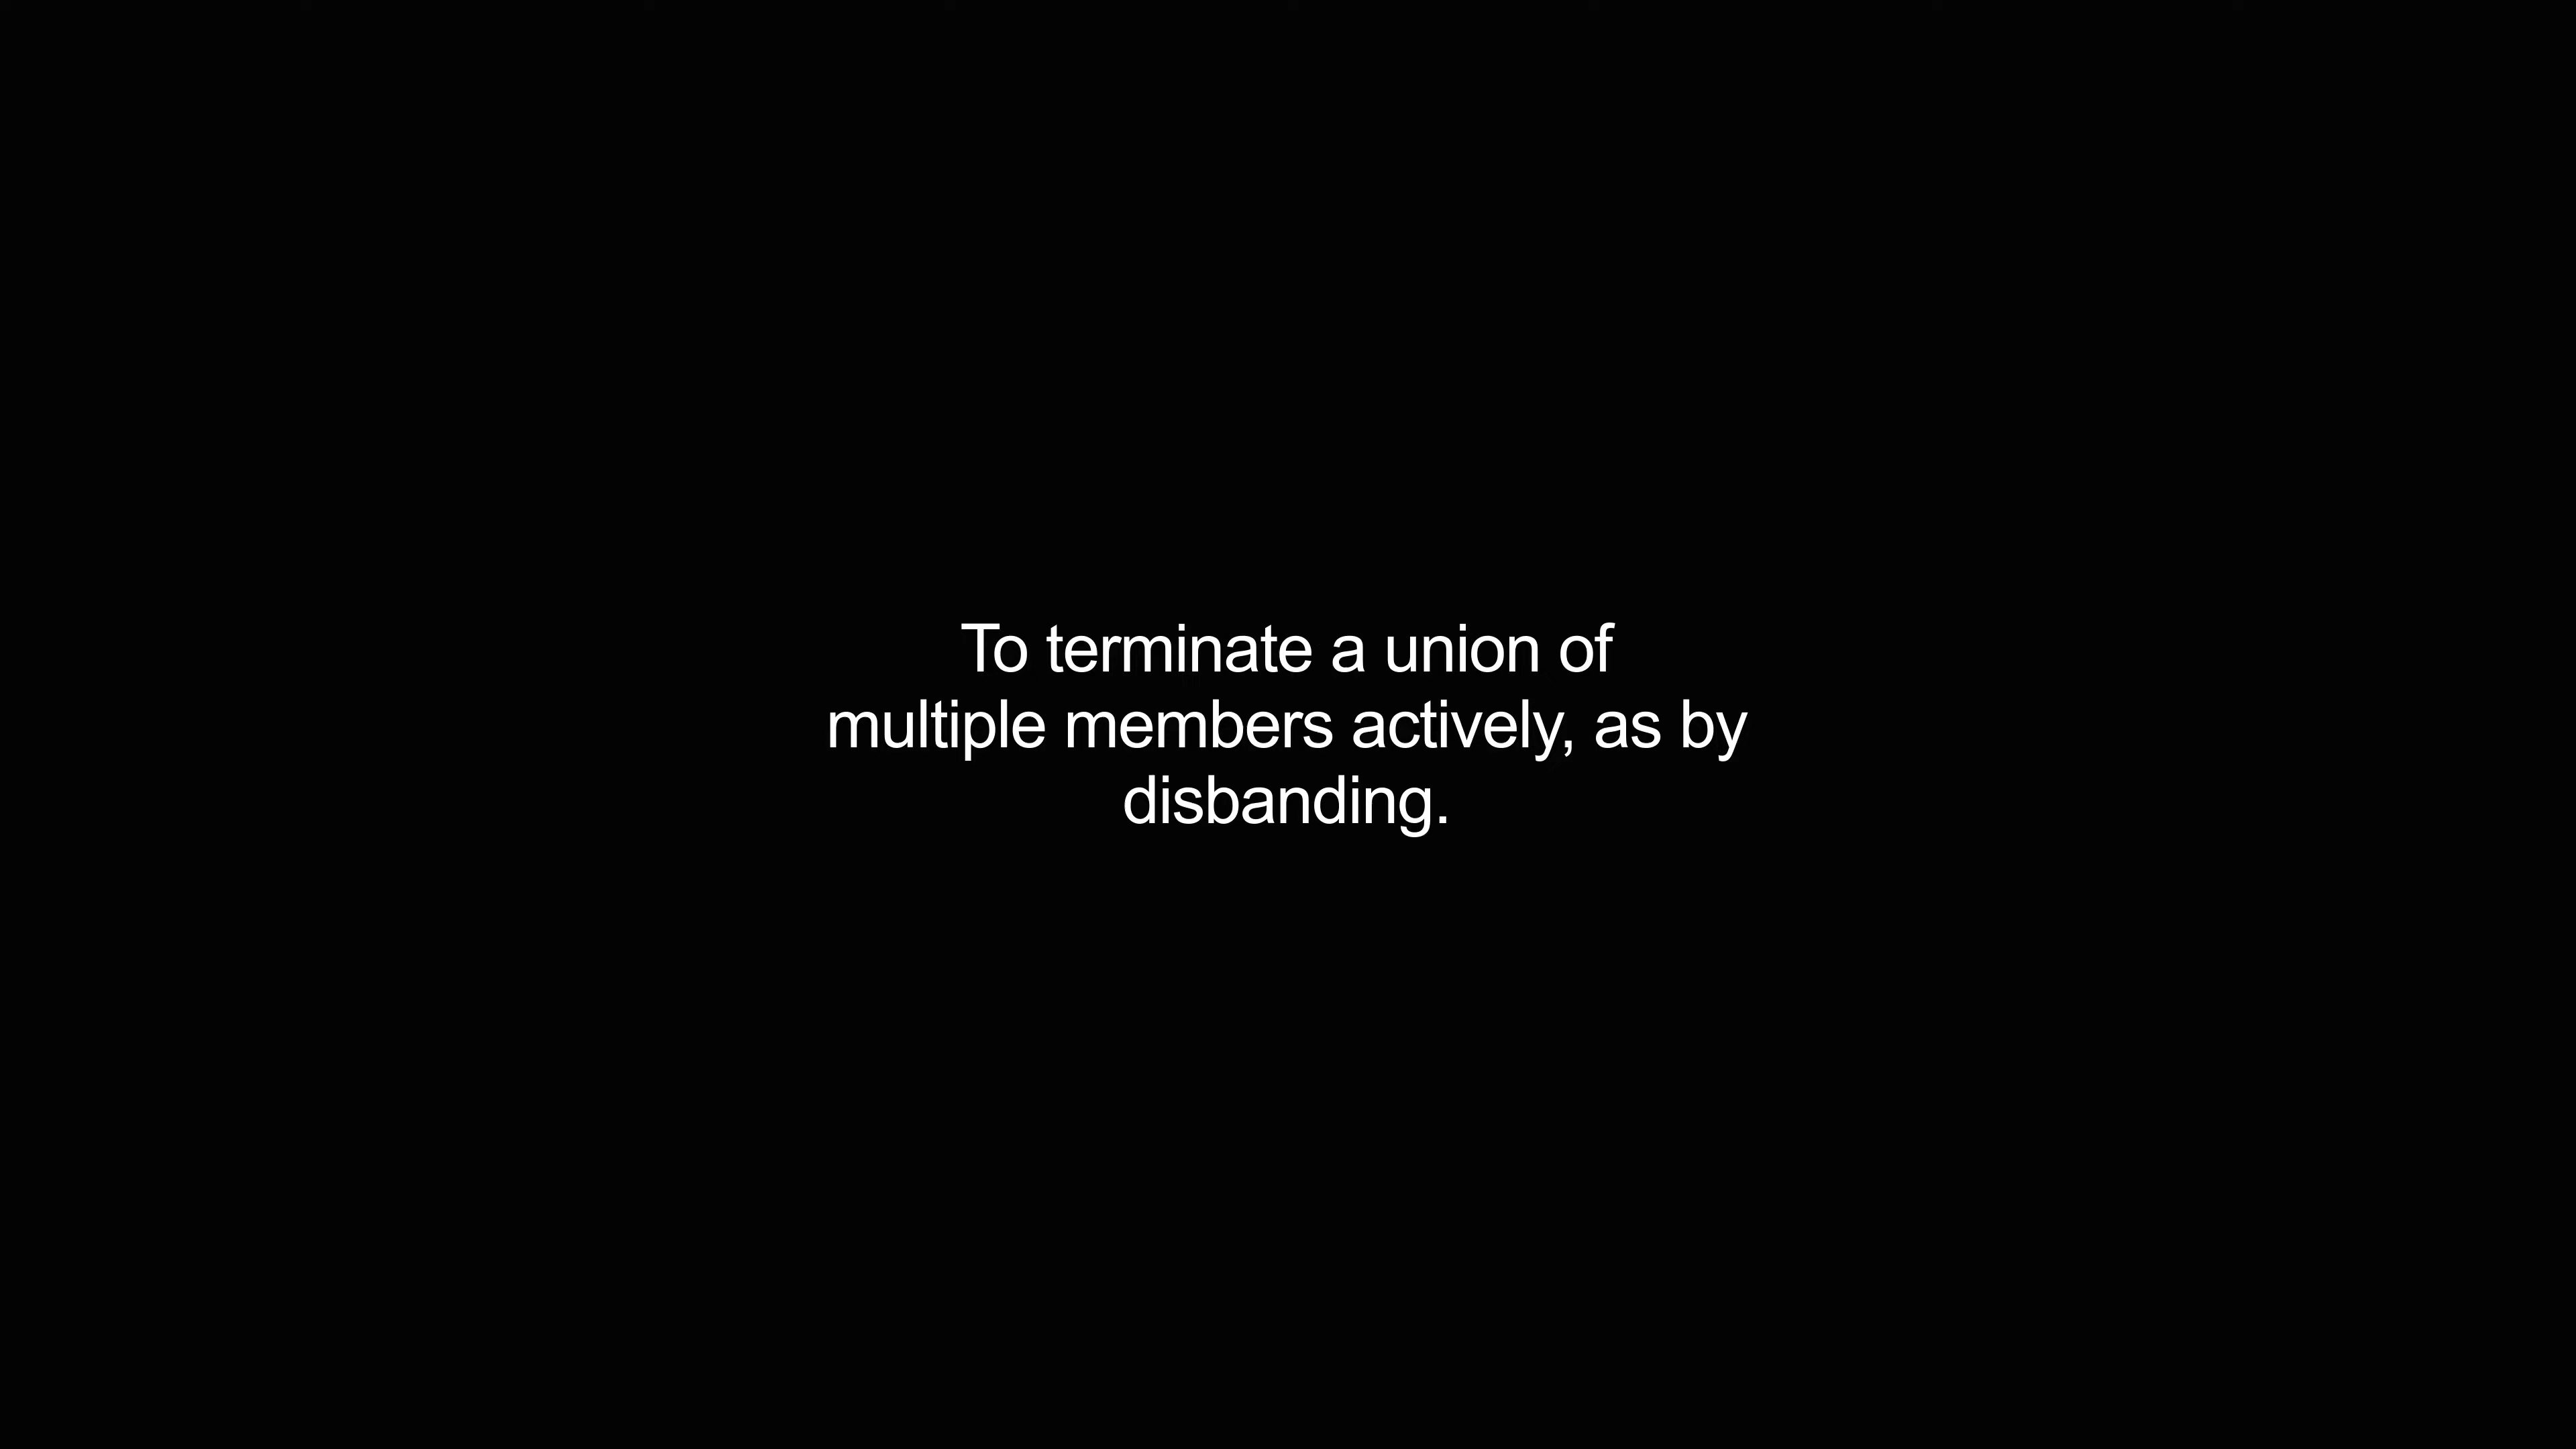 To terminate a union of
multiple members actively, as by
disbanding.